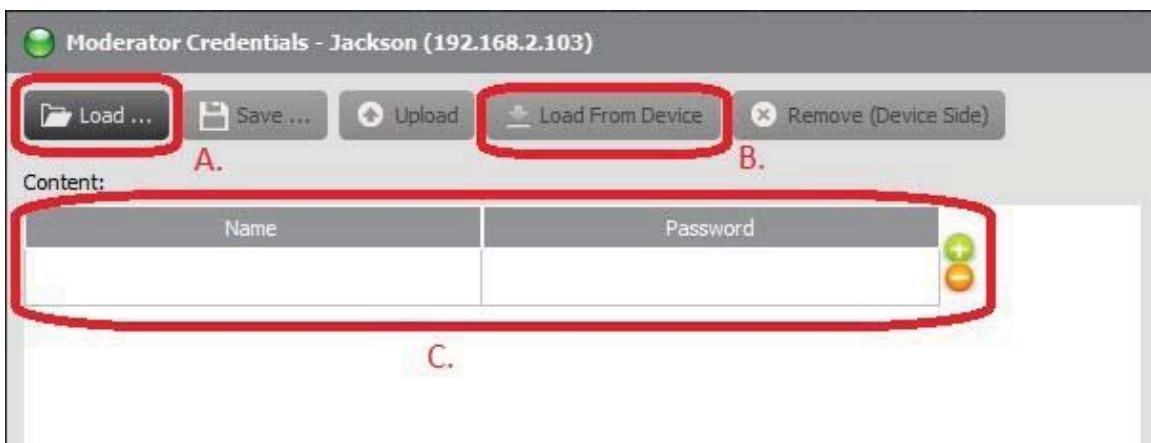 Moderator Credentials - Jackson (192.168.2.103)
Load ... Save ... Upload Load From Device Remove (Device Side)
A. B.
Content:
Name Password
C.